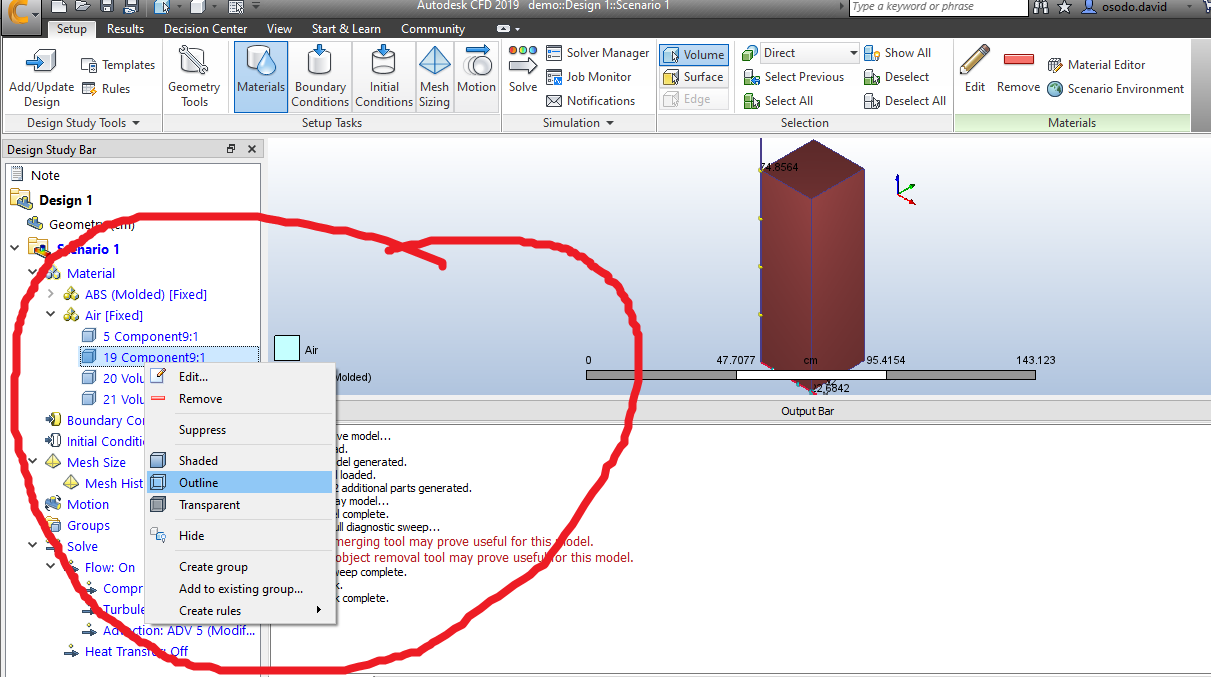 Autodesk CFD 2019 demo::Design 1::Scenario 1
Type a keyword or phrase
osodo.david
Setup Results Decision Center View Start & Learn Community
Add/Update Design
Templates
Rules
Geometry Tools
Materials
Boundary Conditions
Initial Conditions
Mesh Sizing
Motion
Solve
Solver Manager
Job Monitor
Notifications
Volume
Surface
Edge
Direct
Select Previous
Select All
Show All
Deselect
Deselect All
Edit
Remove
Material Editor
Scenario Environment
Design Study Tools
Setup Tasks
Simulation
Selection
Materials
Design Study Bar
Note
Design 1
Geometry (cm)
Scenario 1
Material
ABS (Molded) [Fixed]
Air [Fixed]
5 Component9:1
19 Component9:1
20 Volu
21 Volu
Boundary Co
Initial Conditi
Mesh Size
Mesh Hist
Motion
Groups
Solve
Flow: On
Compr
Turbule
Advection: ADV 5 (Modif...
Heat Transfer: Off
Edit...
Remove
Suppress
Shaded
Outline
Transparent
Hide
Create group
Add to existing group...
Create rules
74.8564
Air
Molded)
0 47.7077 cm 95.4154 143.123
2.6842
Output Bar
ve model...
ad.
del generated.
loaded.
2 additional parts generated.
ay model...
el complete.
ull diagnostic sweep...
merging tool may prove useful for this model.
object removal tool may prove useful for this model.
weep complete.
k.
k complete.